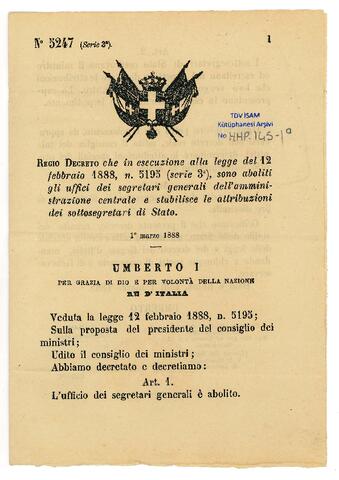 N° 5247 (Serie 3ª).
1
TDV İSAM
Kütüphanesi Arşivi
No HHP. 145-1a
REGIO DECRETO che in esecuzione alla legge del 12
febbraio 1888, n. 5195 (serie 3ª), sono aboliti
gli uffici dei segretari generali dell'ammini-
strazione centrale e stabilisce le attribuzioni
dei sottosegretari di Stato.
1° marzo 1888
UMBERTO I
PER GRAZIA DI DIO E PER VOLONTÀ DELLA NAZIONE
RE D'ITALIA
Veduta la legge 12 febbraio 1888, n. 5195;
Sulla proposta del presidente del consiglio dei
ministri;
Udito il consiglio dei ministri;
Abbiamo decretato e decretiamo:
Art. 1.
L'ufficio dei segretari generali è abolito.